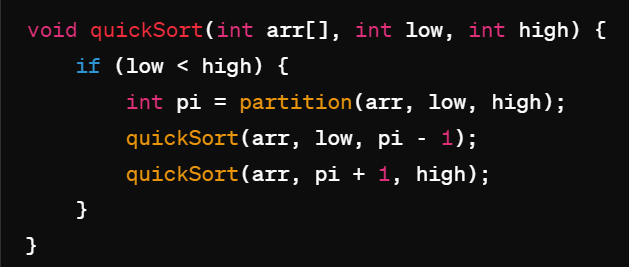 void quickSort(int arr[], int low, int high) {
    if (low < high) {
        int pi = partition(arr, low, high);
        quickSort(arr, low, pi - 1);
        quickSort(arr, pi + 1, high);
    }
}